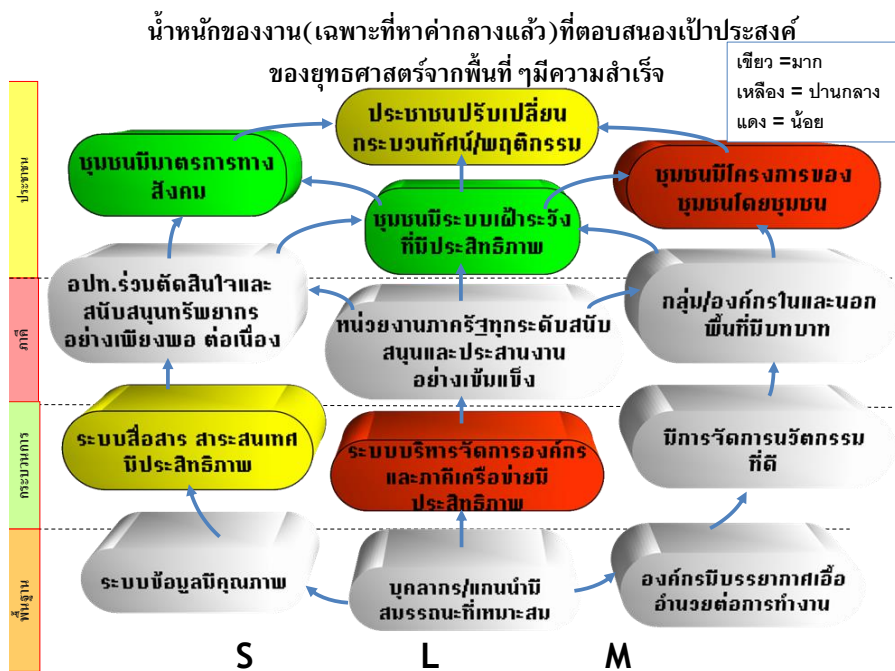 น้ำหนักของงาน(เฉพาะที่หาค่ากลางแล้ว)ที่ตอบสนองเป้าประสงค์
ของยุทธศาสตร์จากพื้นที่ ๆมีความสำเร็จ
เขียว =มาก
เหลือง = ปานกลาง
แดง = น้อย
ประชาชน
ประชาชนปรับเปลี่ยน
กระบวนทัศน์/พฤติกรรม
ชุมชนมีมาตรการทาง
สังคม
ชุมชนมีระบบเฝ้าระวัง
ที่มีประสิทธิภาพ
ชุมชนมีโครงการของ
ชุมชนโดยชุมชน
ภาคี
อปท.ร่วมตัดสินใจและ
สนับสนุนทรัพยากร
อย่างเพียงพอ ต่อเนื่อง
หน่วยงานภาครัฐทุกระดับสนับ
สนุนและประสานงาน
อย่างเข้มแข็ง
กลุ่ม/องค์กรในและนอก
พื้นที่มีบทบาท
กระบวนการ
ระบบสื่อสาร สาระสนเทศ
มีประสิทธิภาพ
ระบบบริหารจัดการองค์กร
และภาคีเครือข่ายมี
ประสิทธิภาพ
มีการจัดการนวัตกรรม
ที่ดี
พื้นฐาน
ระบบข้อมูลมีคุณภาพ
บุคลากร/แกนนำมี
สมรรถนะที่เหมาะสม
องค์กรมีบรรยากาศเอื้อ
อำนวยต่อการทำงาน
S L M